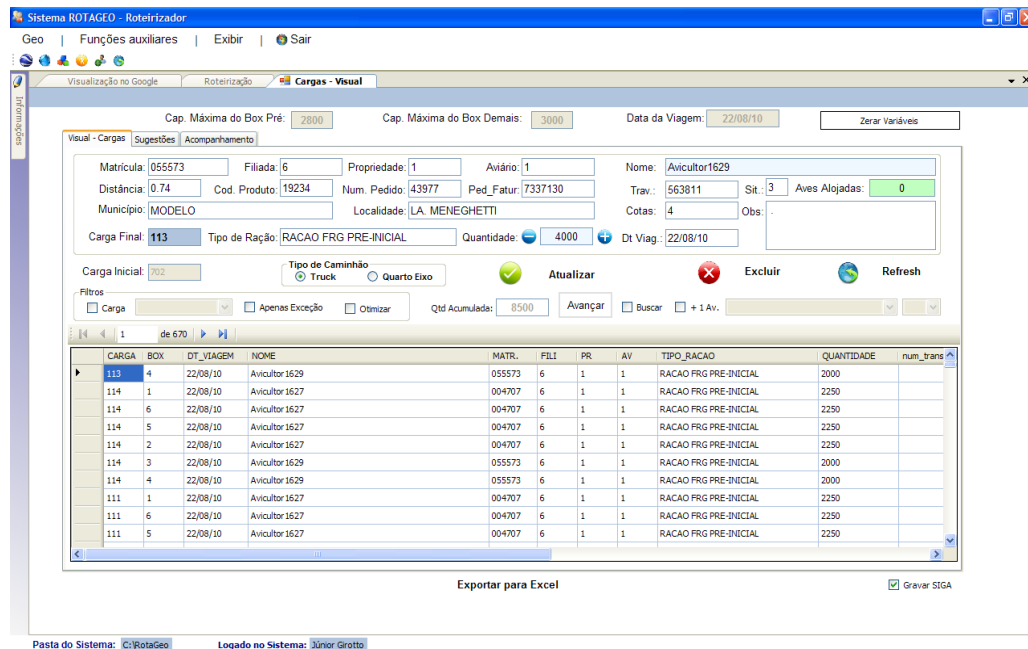 Sistema ROTAGEO - Roteirizador
Geo | Funções auxiliares | Exibir | Sair
Informações
Visualização no Google Roteirização Cargas - Visual
Cap. Máxima do Box Pré: 2800 Cap. Máxima do Box Demais: 3000 Data da Viagem: 22/08/10 Zerar Variáveis
Visual - Cargas Sugestões Acompanhamento
Matrícula: 055573 Filiada: 6 Propriedade: 1 Aviário: 1 Nome: Avicultor1629
Distância: 0.74 Cod. Produto: 19234 Num. Pedido: 43977 Ped_Fatur: 7337130 Trav.: 563811 Sit.: 3 Aves Alojadas: 0
Município: MODELO Localidade: LA. MENEGHETTI Cotas: 4 Obs: .
Carga Final: 113 Tipo de Ração: RACAO FRG PRE-INICIAL Quantidade: 4000 Dt Viag.: 22/08/10
Carga Inicial: 702 Tipo de Caminhão Truck Quarto Eixo Atualizar Excluir Refresh
Filtros
Carga Apenas Exceção Otimizar Qtd Acumulada: 8500 Avançar Buscar + 1 Av.
1 de 670
CARGA BOX DT_VIAGEM NOME MATR. FILI PR AV TIPO_RACAO QUANTIDADE num_trans
113 4 22/08/10 Avicultor1629 055573 6 1 1 RACAO FRG PRE-INICIAL 2000
114 1 22/08/10 Avicultor1627 004707 6 1 1 RACAO FRG PRE-INICIAL 2250
114 6 22/08/10 Avicultor1627 004707 6 1 1 RACAO FRG PRE-INICIAL 2250
114 5 22/08/10 Avicultor1627 004707 6 1 1 RACAO FRG PRE-INICIAL 2250
114 2 22/08/10 Avicultor1627 004707 6 1 1 RACAO FRG PRE-INICIAL 2250
114 3 22/08/10 Avicultor1629 055573 6 1 1 RACAO FRG PRE-INICIAL 2000
114 4 22/08/10 Avicultor1629 055573 6 1 1 RACAO FRG PRE-INICIAL 2000
111 1 22/08/10 Avicultor1627 004707 6 1 1 RACAO FRG PRE-INICIAL 2250
111 6 22/08/10 Avicultor1627 004707 6 1 1 RACAO FRG PRE-INICIAL 2250
111 5 22/08/10 Avicultor1627 004707 6 1 1 RACAO FRG PRE-INICIAL 2250
Exportar para Excel Gravar SIGA
Pasta do Sistema: C:\RotaGeo Logado no Sistema: Júnior Girotto